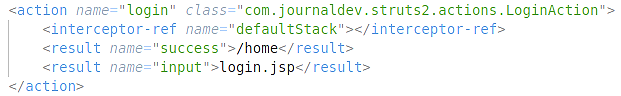 <action name="login" class="com.journaldev.struts2.actions.LoginAction">
<interceptor-ref name="defaultStack"></interceptor-ref>
<result name="success">/home</result>
<result name="input">login.jsp</result>
</action>